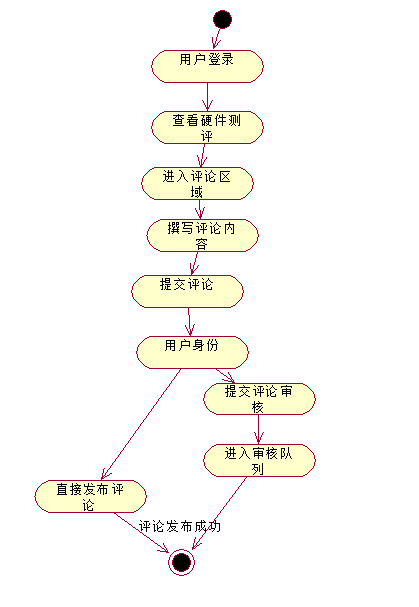 用户登录
查看硬件测
评
进入评论区
域
撰写评论内
容
提交评论
用户身份
提交评论审
核
进入审核队
列
直接发布评
论
评论发布成功